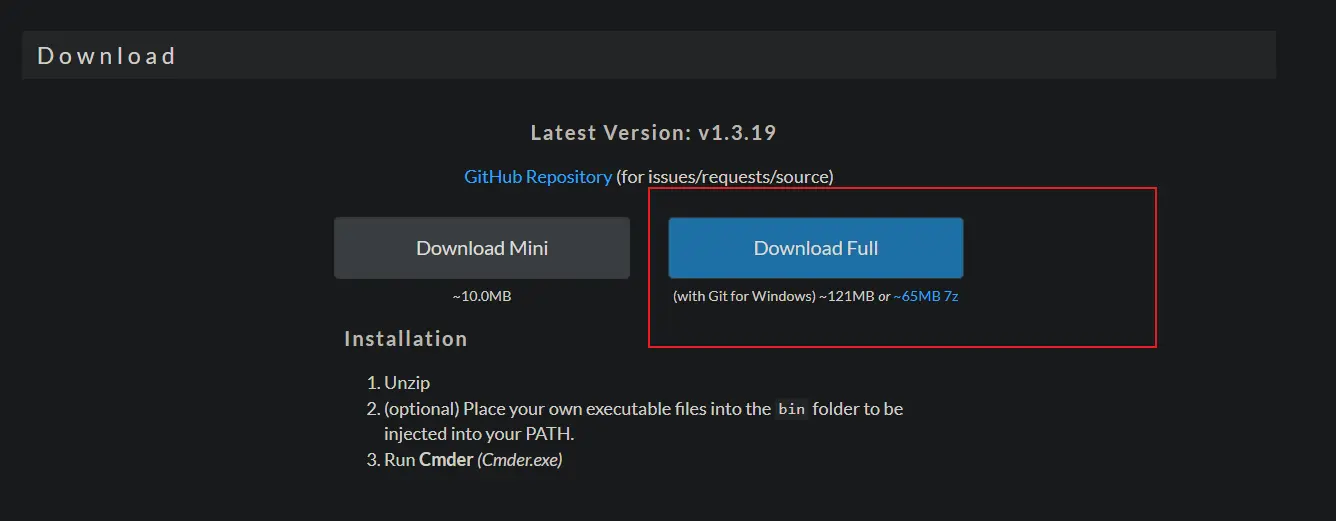 Download
Latest Version: v1.3.19
GitHub Repository (for issues/requests/source)
Download Mini
Download Full
~10.0MB
(with Git for Windows) ~121MB or ~65MB 7z
Installation
1. Unzip
2. (optional) Place your own executable files into the bin folder to be
injected into your PATH.
3. Run Cmder (Cmder.exe)